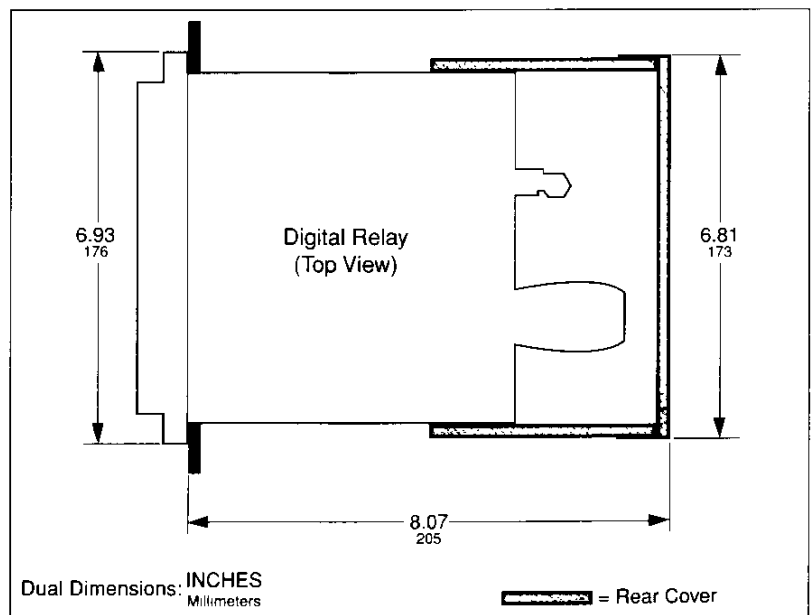 6.93
176
Digital Relay
(Top View)
6.81
173
8.07
205
Dual Dimensions: INCHES
Millimeters
= Rear Cover